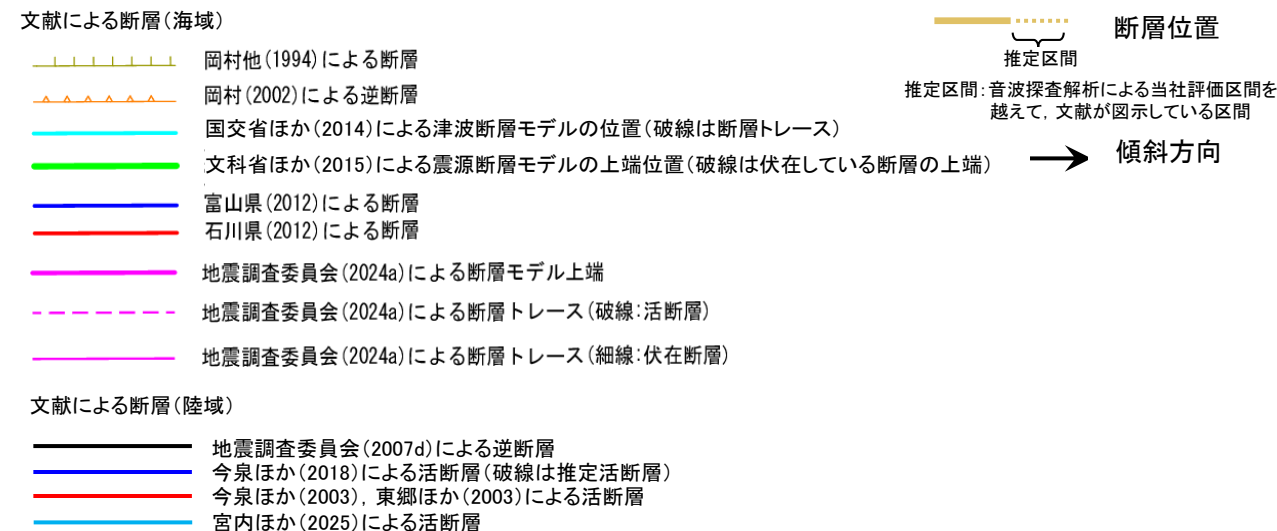 文献による断層(海域)
岡村他(1994)による断層
岡村(2002)による逆断層
国交省ほか(2014)による津波断層モデルの位置(破線は断層トレース)
文科省ほか(2015)による震源断層モデルの上端位置(破線は伏在している断層の上端)
富山県(2012)による断層
石川県(2012)による断層
地震調査委員会(2024a)による断層モデル上端
地震調査委員会(2024a)による断層トレース(破線:活断層)
地震調査委員会(2024a)による断層トレース(細線:伏在断層)
断層位置
推定区間
推定区間:音波探査解析による当社評価区間を
越えて,文献が図示している区間
傾斜方向
文献による断層(陸域)
地震調査委員会(2007d)による逆断層
今泉ほか(2018)による活断層(破線は推定活断層)
今泉ほか(2003),東郷ほか(2003)による活断層
宮内ほか(2025)による活断層